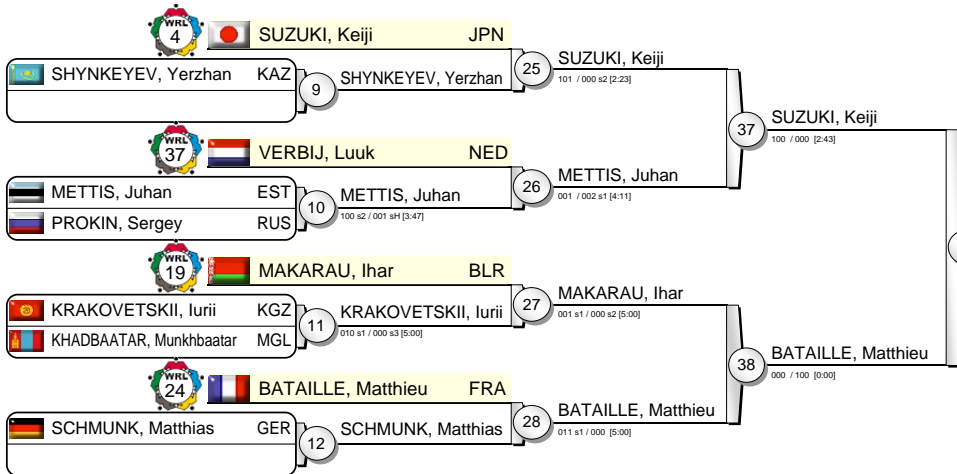 WRL
4
SUZUKI, Keiji JPN
SHYNKEYEV, Yerzhan KAZ
9
SHYNKEYEV, Yerzhan
25
SUZUKI, Keiji
101 / 000 s2 [2:23]
WRL
37
VERBIJ, Luuk NED
METTIS, Juhan EST
PROKIN, Sergey RUS
10
METTIS, Juhan
100 s2 / 001 sH [3:47]
26
METTIS, Juhan
001 / 002 s1 [4:11]
37
SUZUKI, Keiji
100 / 000 [2:43]
WRL
19
MAKARAU, Ihar BLR
KRAKOVETSKII, Iurii KGZ
KHADBAATAR, Munkhbaatar MGL
11
KRAKOVETSKII, Iurii
010 s1 / 000 s3 [5:00]
27
MAKARAU, Ihar
001 s1 / 000 s2 [5:00]
WRL
24
BATAILLE, Matthieu FRA
SCHMUNK, Matthias GER
12
SCHMUNK, Matthias
28
BATAILLE, Matthieu
011 s1 / 000 [5:00]
38
BATAILLE, Matthieu
000 / 100 [0:00]